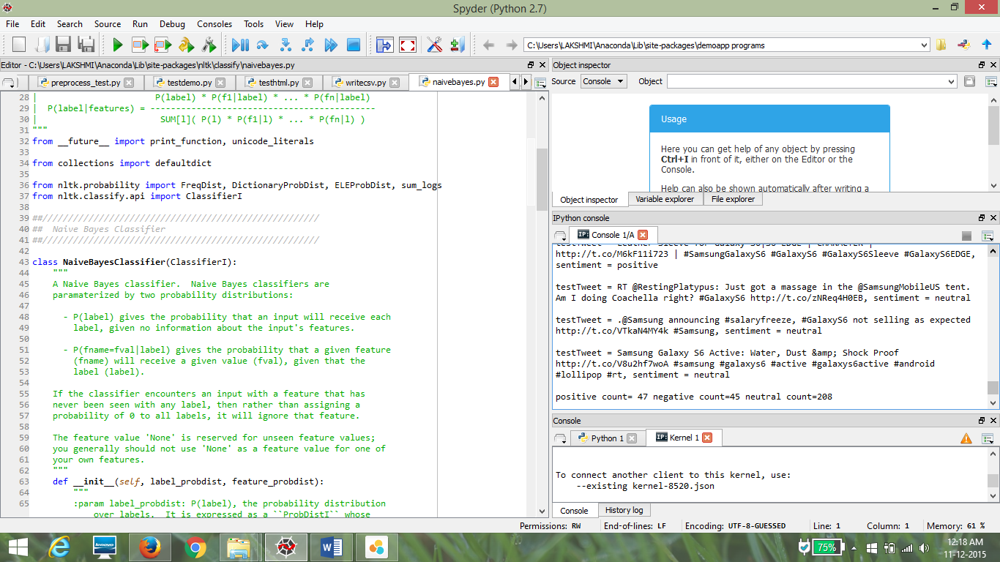 Spyder (Python 2.7)
File Edit Search Source Run Debug Consoles Tools View Help
C:\Users\LAKSHMI\Anaconda\Lib\site-packages\demoapp programs
Editor - C:\Users\LAKSHMI\Anaconda\Lib\site-packages\nltk\classify\naivebayes.py
preprocess_test.py testdemo.py testhtml.py writecsv.py naivebayes.py
28 | P(label) * P(f1|label) * ... * P(fn|label)
29 | P(label|features) = --------------------------------------------
30 | SUM[l]( P(l) * P(f1|l) * ... * P(fn|l) )
31 """
32 from __future__ import print_function, unicode_literals
33
34 from collections import defaultdict
35
36 from nltk.probability import FreqDist, DictionaryProbDist, ELEProbDist, sum_logs
37 from nltk.classify.api import ClassifierI
38
39 ##//////////////////////////////////////////////////////
40 ## Naive Bayes Classifier
41 ##//////////////////////////////////////////////////////
42
43 class NaiveBayesClassifier(ClassifierI):
44 """
45 A Naive Bayes classifier. Naive Bayes classifiers are
46 paramaterized by two probability distributions:
47
48 - P(label) gives the probability that an input will receive each
49 label, given no information about the input's features.
50
51 - P(fname=fval|label) gives the probability that a given feature
52 (fname) will receive a given value (fval), given that the
53 label (label).
54
55 If the classifier encounters an input with a feature that has
56 never been seen with any label, then rather than assigning a
57 probability of 0 to all labels, it will ignore that feature.
58
59 The feature value 'None' is reserved for unseen feature values;
60 you generally should not use 'None' as a feature value for one of
61 your own features.
62 """
63 def __init__(self, label_probdist, feature_probdist):
64 """
65 :param label_probdist: P(label), the probability distribution
over labels. It is expressed as a ``ProbDistI`` whose
Object inspector
Source Console Object
Usage
Here you can get help of any object by pressing
Ctrl+I in front of it, either on the Editor or the
Console.
Help can also be shown automatically after writing a
Object inspector Variable explorer File explorer
IPython console
IP: Console 1/A
testTweet = Leather Sleeve for Galaxy S6|S6 EDGE | CHARACTER |
http://t.co/M6kF11i723 | #SamsungGalaxyS6 #GalaxyS6 #GalaxyS6Sleeve #GalaxyS6EDGE,
sentiment = positive
testTweet = RT @RestingPlatypus: Just got a massage in the @SamsungMobileUS tent.
Am I doing Coachella right? #GalaxyS6 http://t.co/zNReq4H0EB, sentiment = neutral
testTweet = .@Samsung announcing #salaryfreeze, #GalaxyS6 not selling as expected
http://t.co/VTkaN4MY4k #Samsung, sentiment = neutral
testTweet = Samsung Galaxy S6 Active: Water, Dust &amp; Shock Proof
http://t.co/V8u2hf7woA #samsung #galaxys6 #active #galaxys6active #android
#lollipop #rt, sentiment = neutral
positive count= 47 negative count=45 neutral count=208
Console
Python 1 IP: Kernel 1
To connect another client to this kernel, use:
--existing kernel-8520.json
Console History log
Permissions: RW End-of-lines: LF Encoding: UTF-8-GUESSED Line: 1 Column: 1 Memory: 61 %
lenovo
75%
12:18 AM
11-12-2015